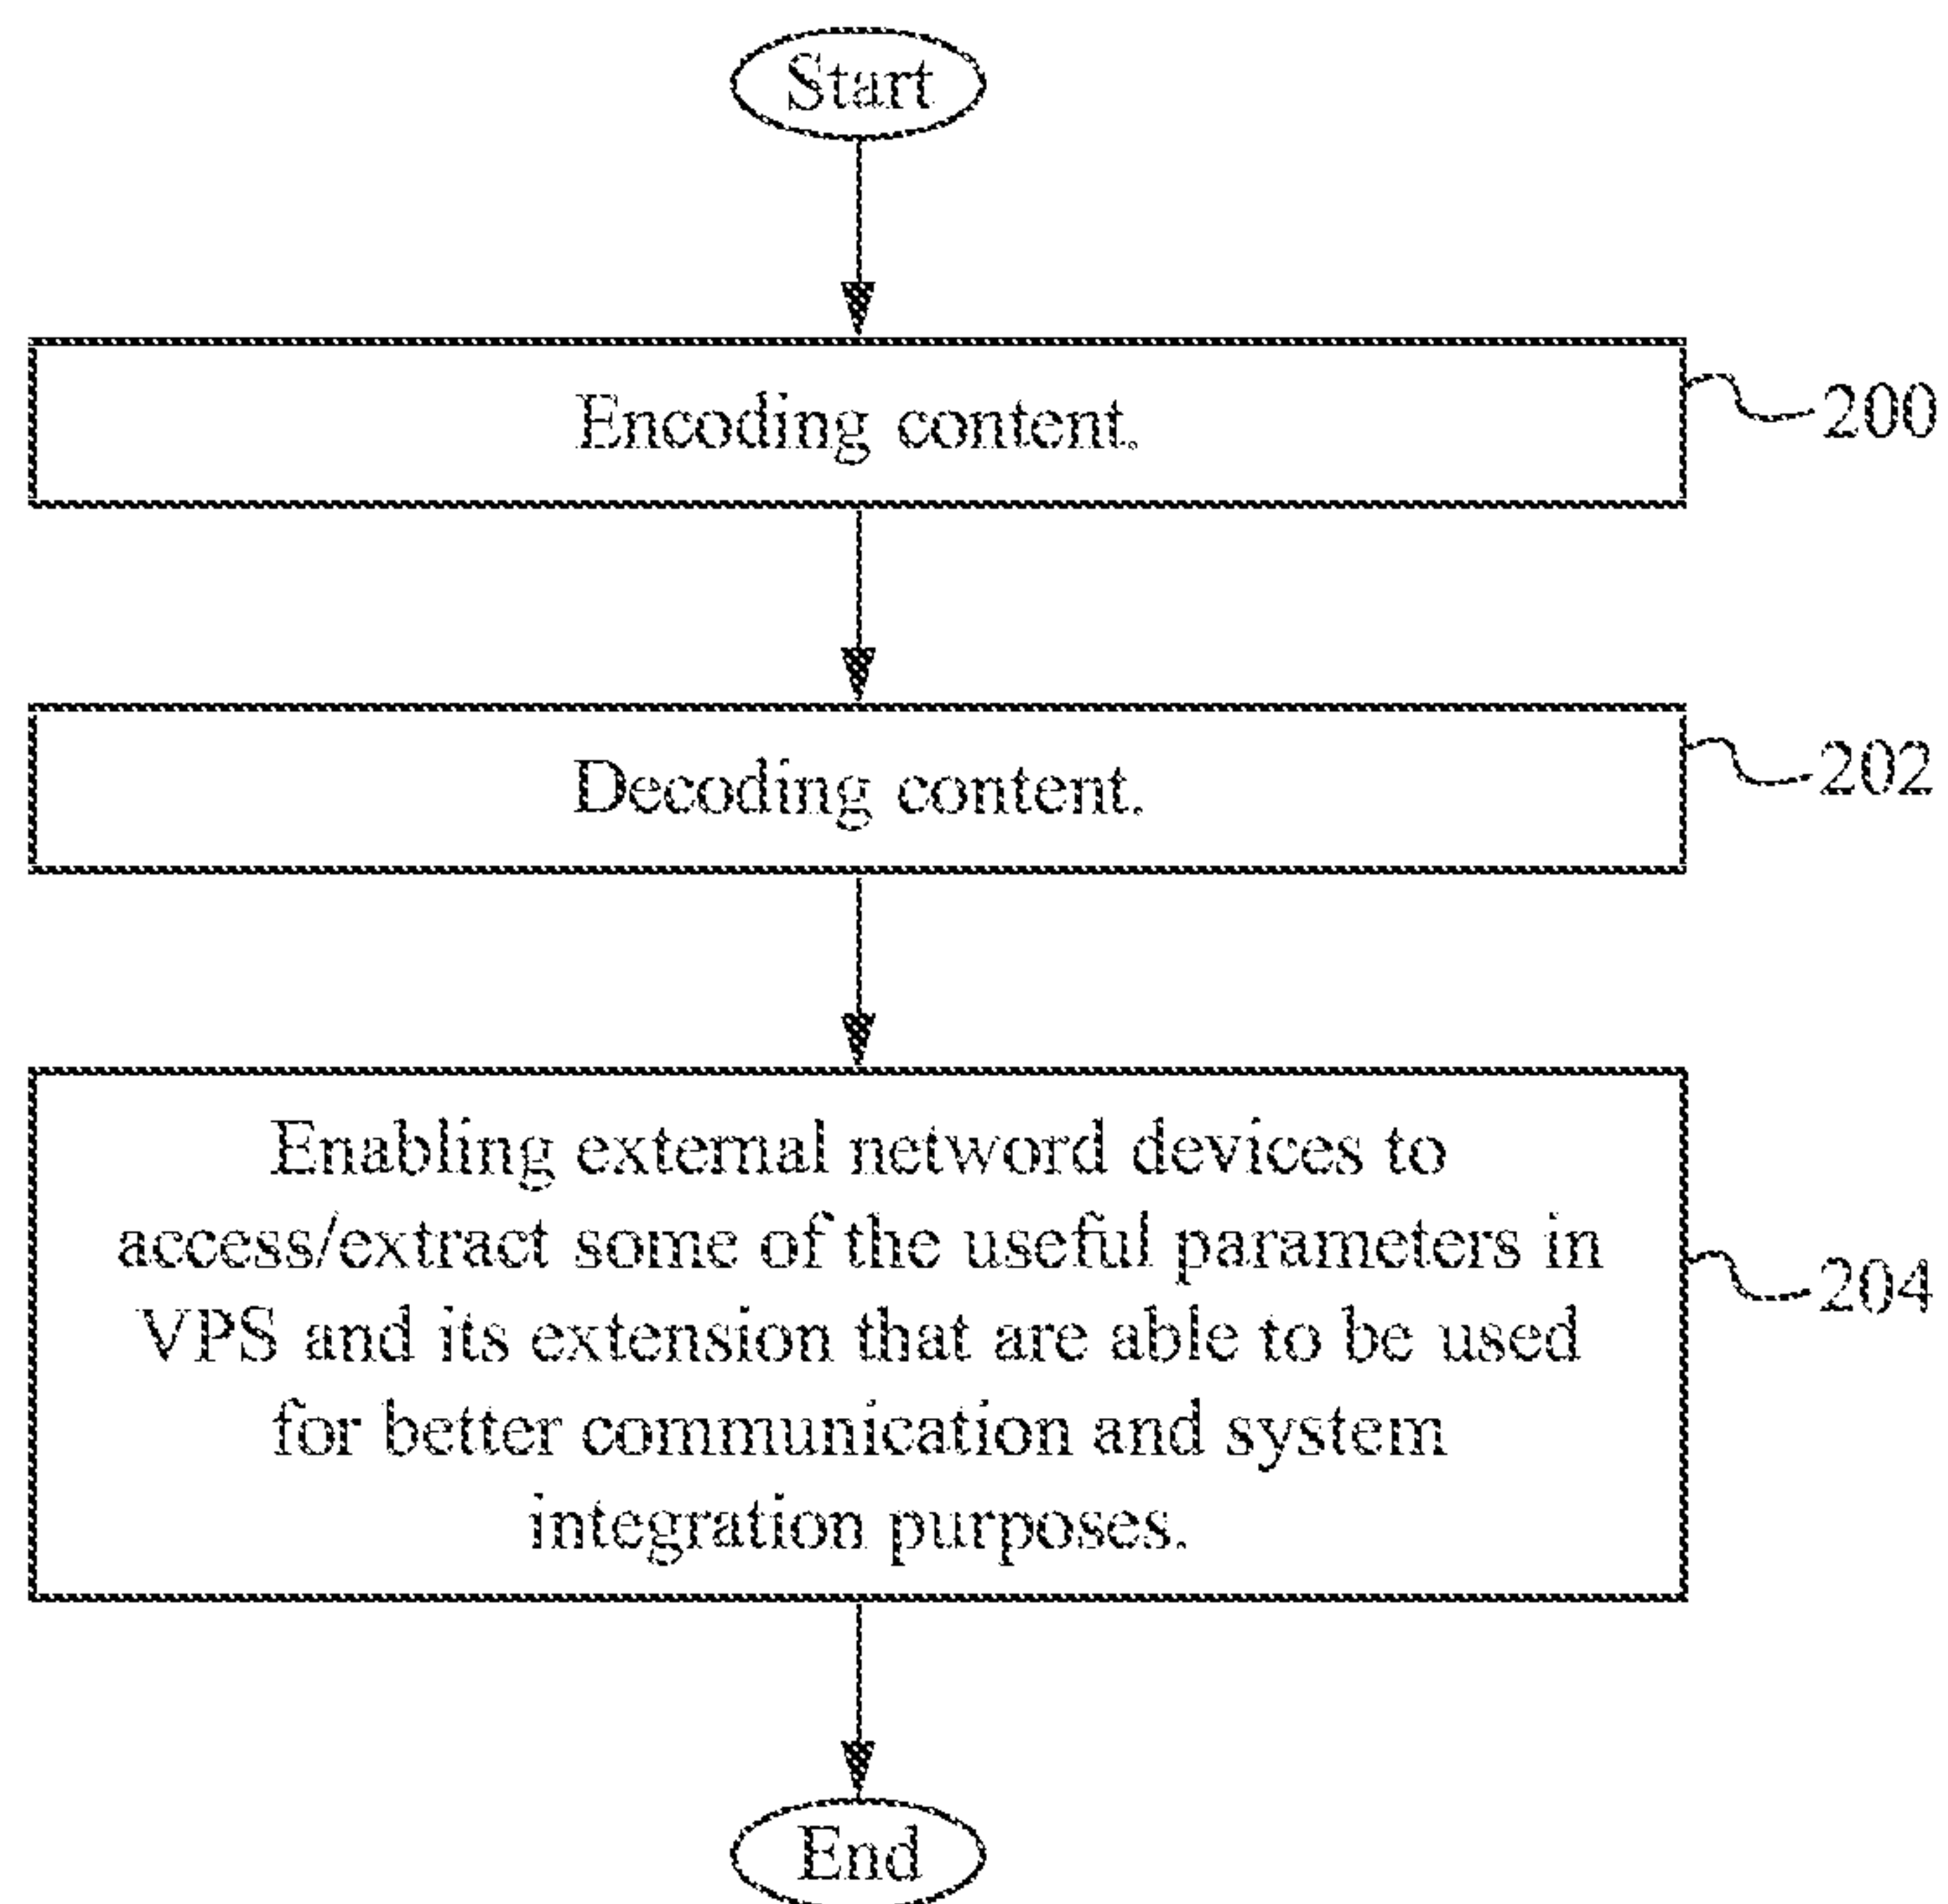 Start
Encoding content.
200
Decoding content.
202
Enabling external netword devices to
access/extract some of the useful parameters in
VPS and its extension that are able to be used
for better communication and system
integration purposes.
204
End